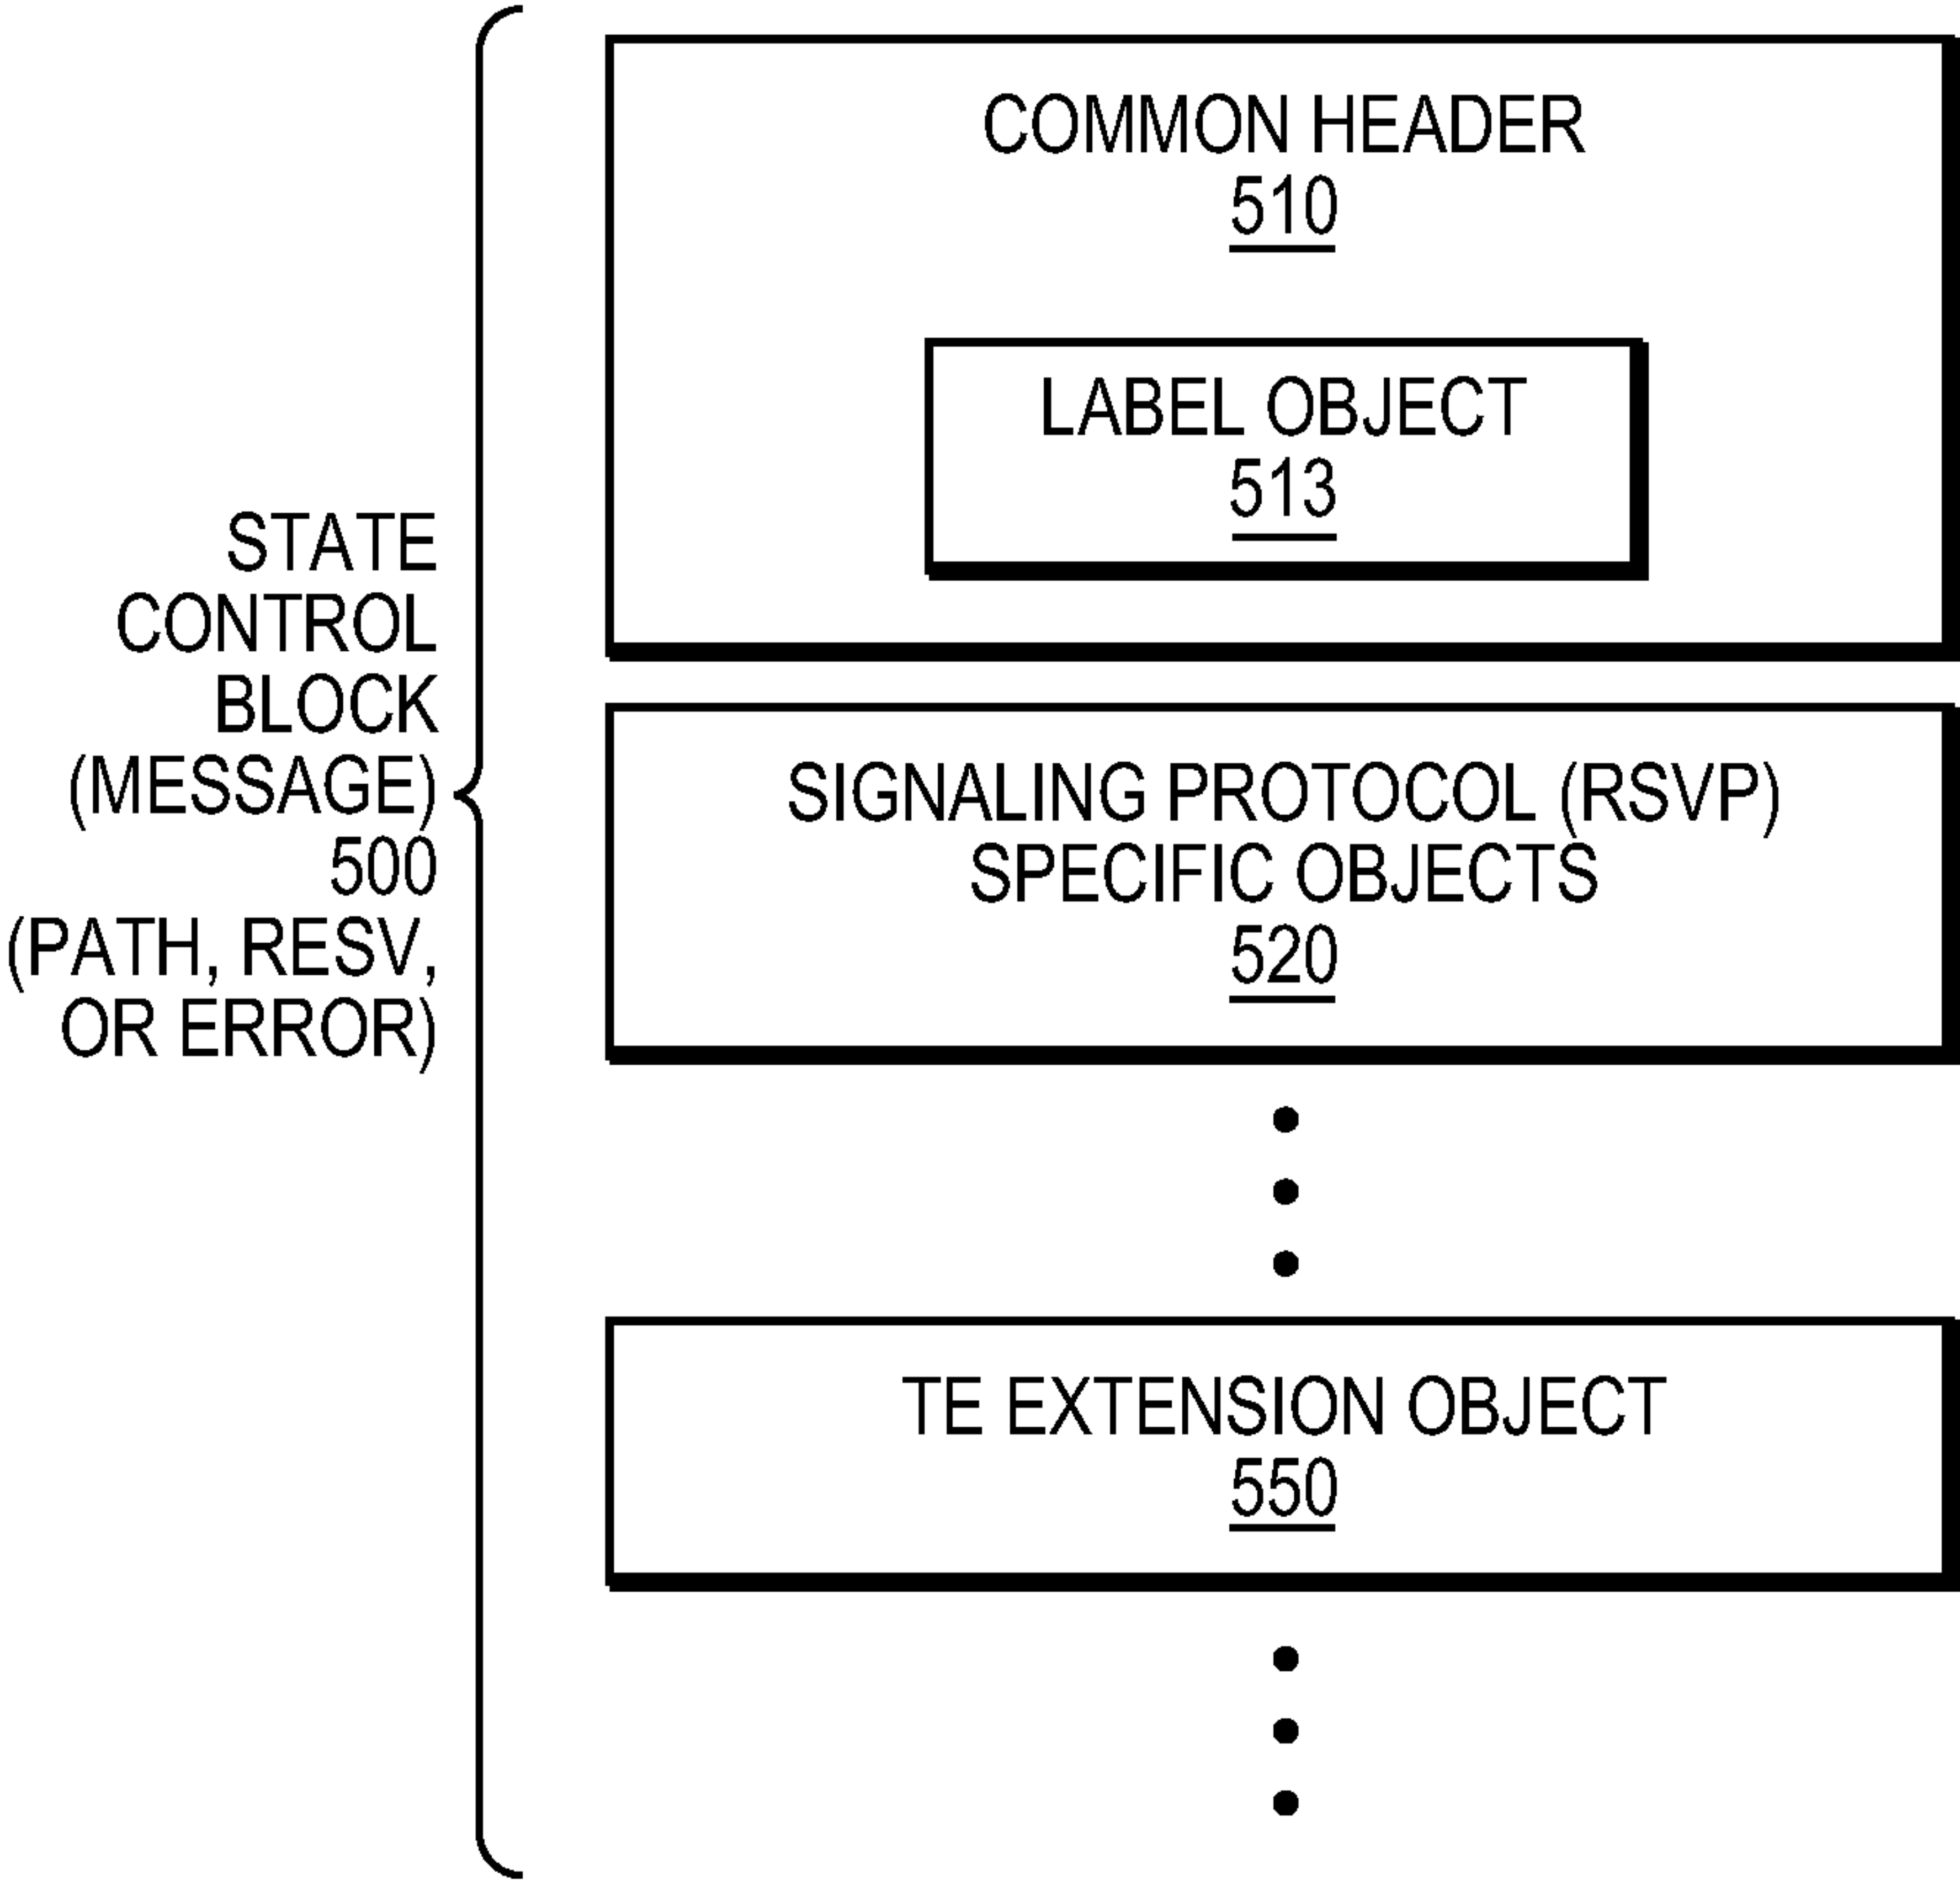 STATE
CONTROL
BLOCK
(MESSAGE)
500
(PATH, RESV,
OR ERROR)
COMMON HEADER
510
LABEL OBJECT
513
SIGNALING PROTOCOL (RSVP)
SPECIFIC OBJECTS
520
TE EXTENSION OBJECT
550